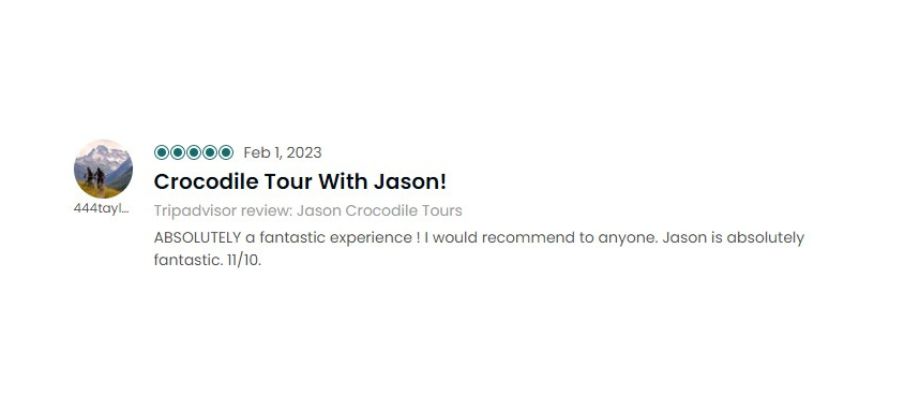 Feb 1, 2023
Crocodile Tour With Jason!
444tayl...
Tripadvisor review: Jason Crocodile Tours
ABSOLUTELY a fantastic experience ! I would recommend to anyone. Jason is absolutely
fantastic. 11/10.